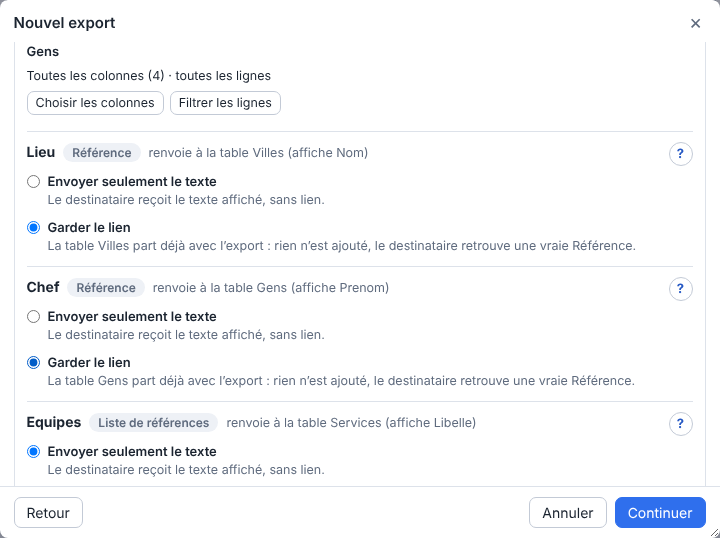 Nouvel export
Gens
Toutes les colonnes (4) · toutes les lignes
Choisir les colonnes
Filtrer les lignes
Lieu Référence renvoie à la table Villes (affiche Nom) ?
Envoyer seulement le texte
Le destinataire reçoit le texte affiché, sans lien.
Garder le lien
La table Villes part déjà avec l’export : rien n’est ajouté, le destinataire retrouve une vraie Référence.
Chef Référence renvoie à la table Gens (affiche Prenom) ?
Envoyer seulement le texte
Le destinataire reçoit le texte affiché, sans lien.
Garder le lien
La table Gens part déjà avec l’export : rien n’est ajouté, le destinataire retrouve une vraie Référence.
Equipes Liste de références renvoie à la table Services (affiche Libelle) ?
Envoyer seulement le texte
Le destinataire reçoit le texte affiché, sans lien.
Retour
Annuler
Continuer